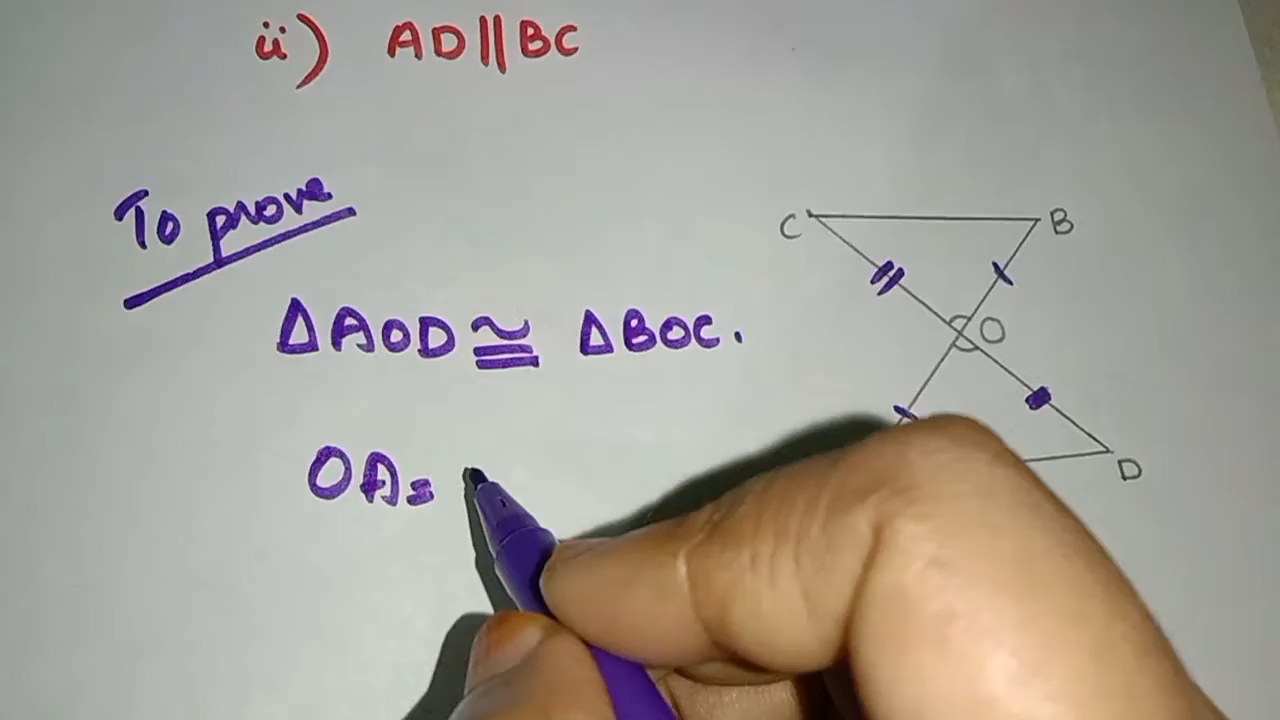 ii) AD||BC
To prove
ΔAOD ≅ ΔBOC.
OA=
C
B
O
D